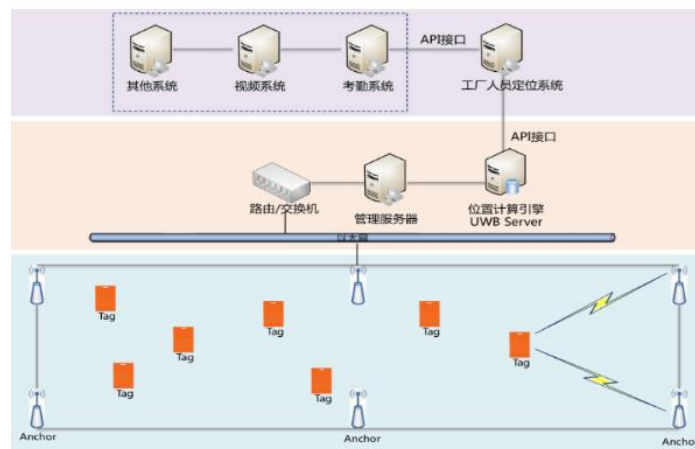 API接口
其他系统
视频系统
考勤系统
工厂人员定位系统
API接口
路由/交换机
管理服务器
位置计算引擎
UWB Server
以太网
Tag
Tag
Tag
Tag
Tag
Tag
Tag
Anchor
Anchor
Anchor